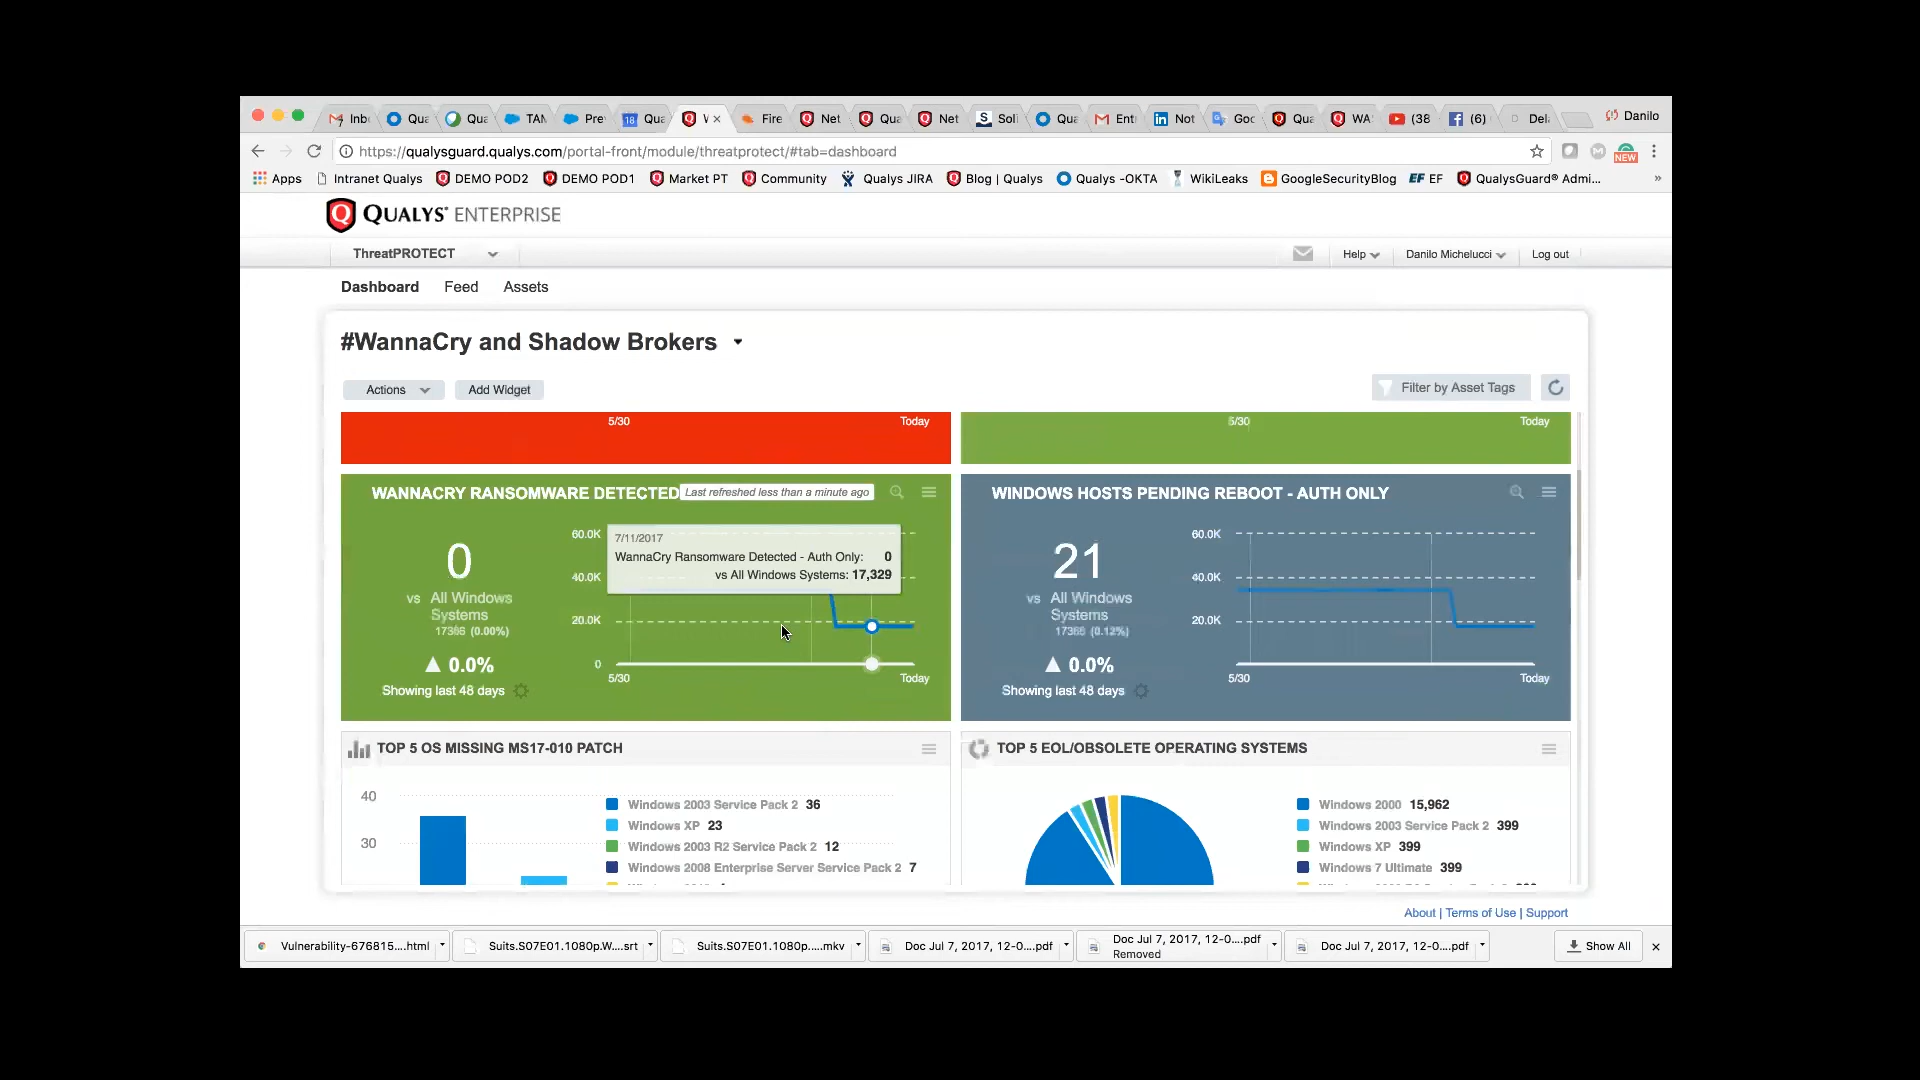 Inb
Qua
Qua
TAM
Pre
18
Qua
Fire
Net
Qua
Net
Soli
Qua
Ent
Not
Goo
Qua
WA
(38
(6)
Dela
Danilo
https://qualysguard.qualys.com/portal-front/module/threatprotect/#tab=dashboard
NEW
Apps
Intranet Qualys
DEMO POD2
DEMO POD1
Market PT
Community
Qualys JIRA
Blog | Qualys
Qualys -OKTA
WikiLeaks
GoogleSecurityBlog
EF EF
QualysGuard® Admi...
»
QUALYS® ENTERPRISE
ThreatPROTECT
Help
Danilo Michelucci
Log out
Dashboard
Feed
Assets
#WannaCry and Shadow Brokers
Actions
Add Widget
Filter by Asset Tags
5/30
Today
5/30
Today
WANNACRY RANSOMWARE DETECTED
Last refreshed less than a minute ago
0
vs All Windows
Systems
(0.00%)
0.0%
Showing last 48 days
60.0K
40.0K
20.0K
0
5/30
Today
7/11/2017
WannaCry Ransomware Detected - Auth Only: 0
vs All Windows Systems: 17,329
WINDOWS HOSTS PENDING REBOOT - AUTH ONLY
21
vs All Windows
Systems
(0.12%)
0.0%
Showing last 48 days
60.0K
40.0K
20.0K
5/30
Today
TOP 5 OS MISSING MS17-010 PATCH
40
30
Windows 2003 Service Pack 2 36
Windows XP 23
Windows 2003 R2 Service Pack 2 12
Windows 2008 Enterprise Server Service Pack 2 7
TOP 5 EOL/OBSOLETE OPERATING SYSTEMS
Windows 2000 15,962
Windows 2003 Service Pack 2 399
Windows XP 399
Windows 7 Ultimate 399
About | Terms of Use | Support
Vulnerability-676815....html
Suits.S07E01.1080p.W....srt
Suits.S07E01.1080p.....mkv
Doc Jul 7, 2017, 12-0....pdf
Doc Jul 7, 2017, 12-0....pdf
Removed
Doc Jul 7, 2017, 12-0....pdf
Show All